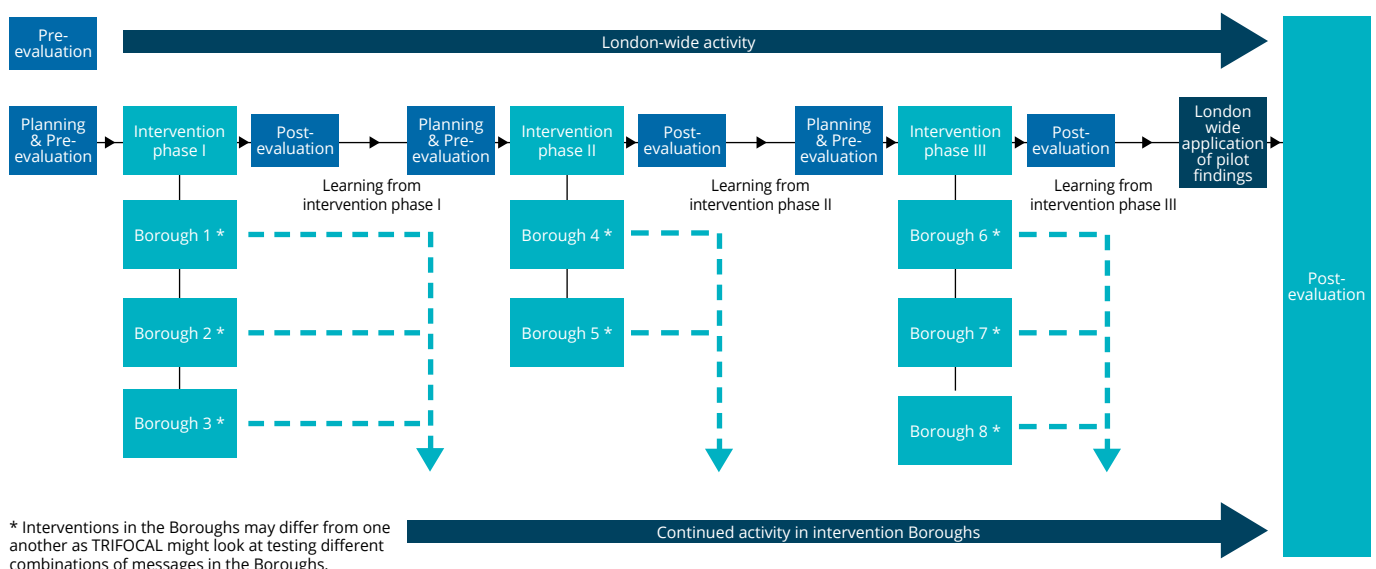 Pre-
evaluation
London-wide activity
Planning
& Pre-
evaluation
Intervention
phase I
Post-
evaluation
Planning
& Pre-
evaluation
Intervention
phase II
Post-
evaluation
Planning
& Pre-
evaluation
Intervention
phase III
Post-
evaluation
London
wide
application
of pilot
findings
Learning from
intervention phase I
Learning from
intervention phase II
Learning from
intervention phase III
Borough 1 *
Borough 4 *
Borough 6 *
Borough 2 *
Borough 5 *
Borough 7 *
Borough 3 *
Borough 8 *
Post-
evaluation
Continued activity in intervention Boroughs
* Interventions in the Boroughs may differ from one
another as TRIFOCAL might look at testing different
combinations of messages in the Boroughs.